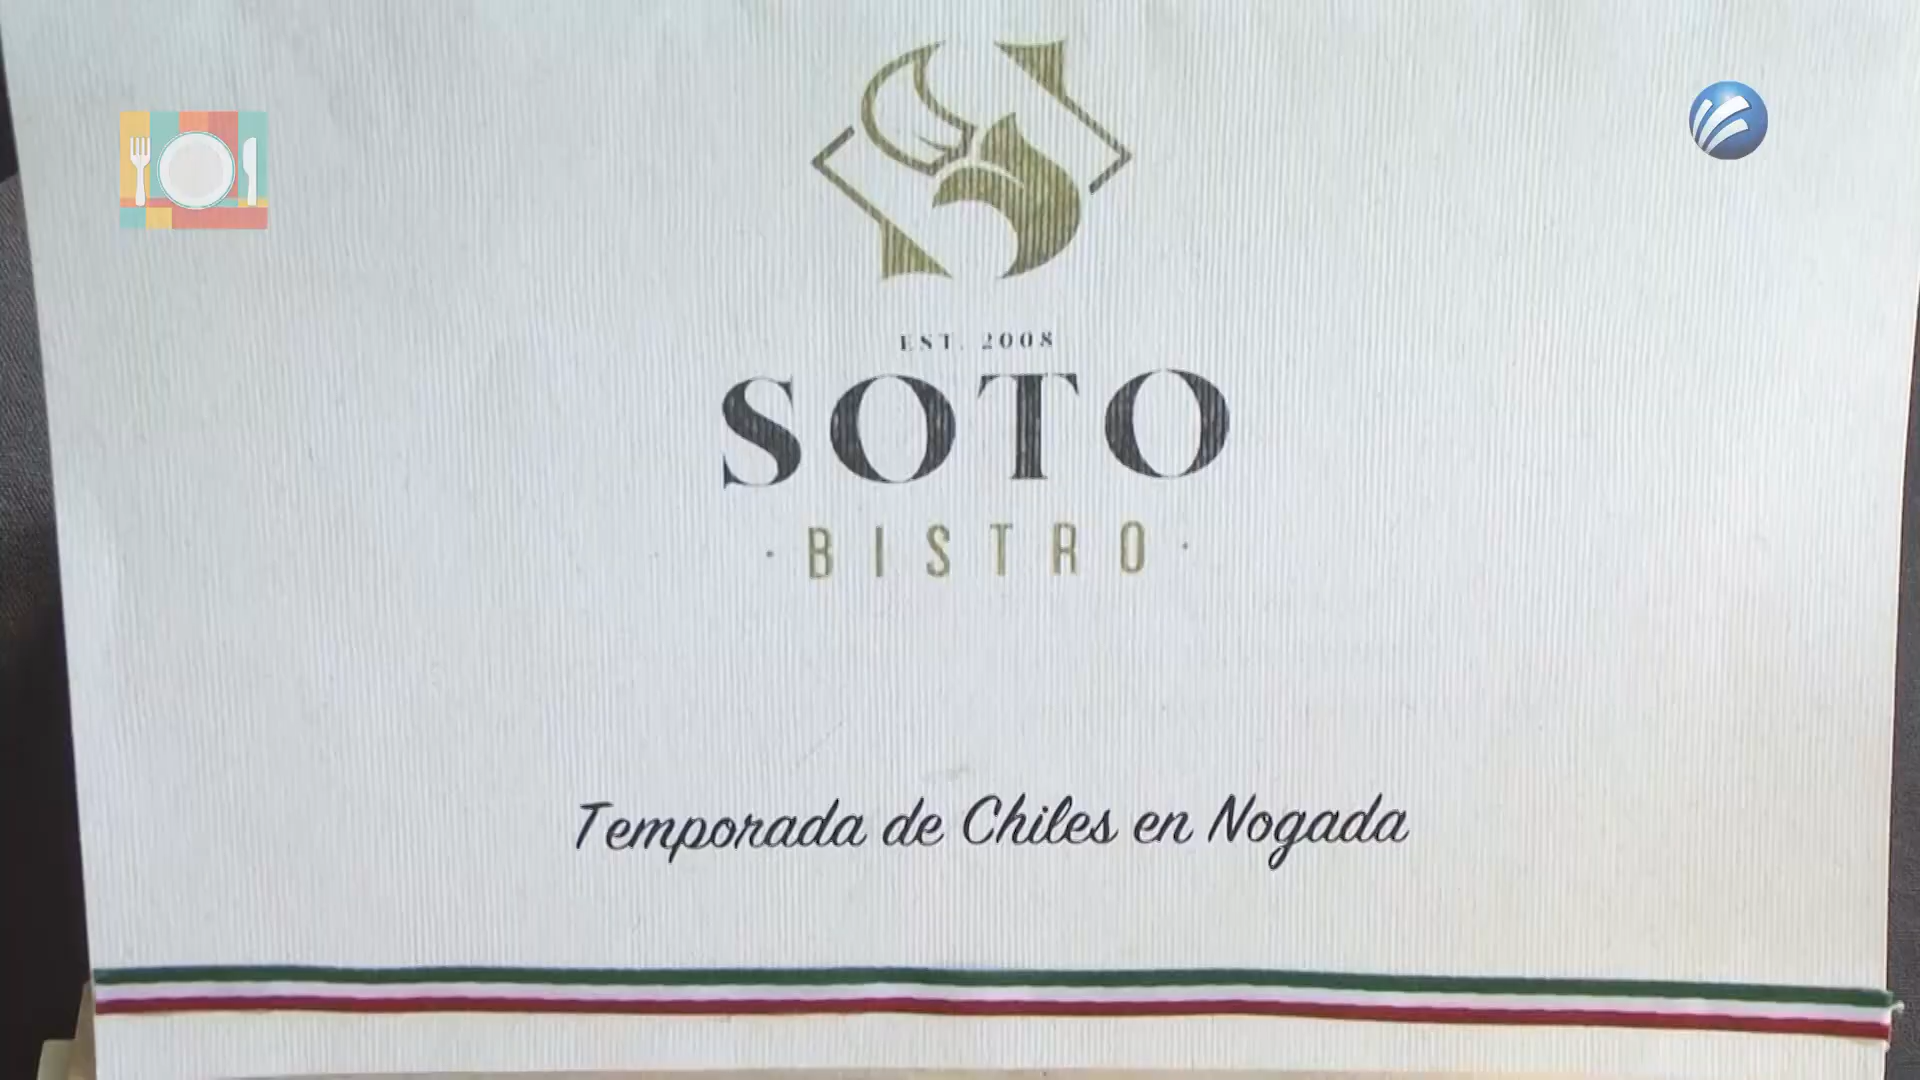 EST. 2008
SOTO
· BISTRO ·
Temporada de Chiles en Nogada